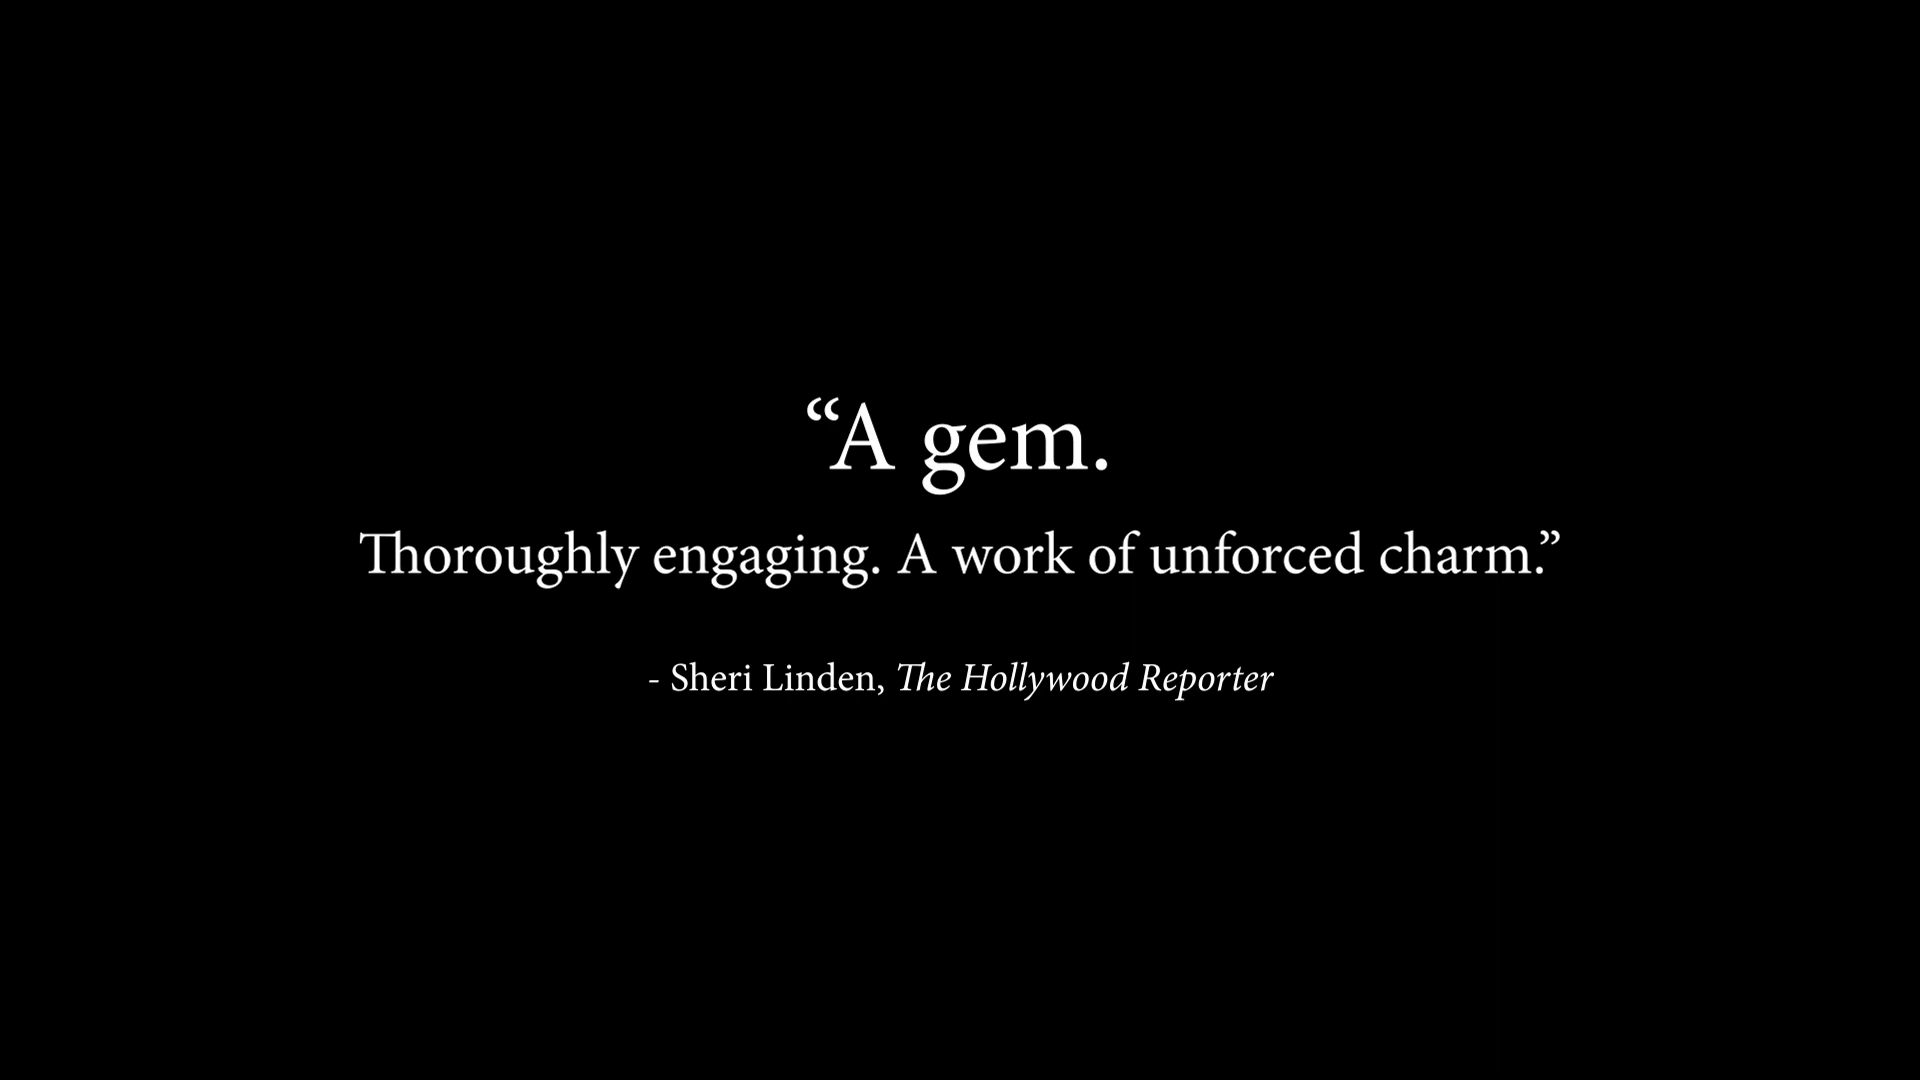 “A gem.
Thoroughly engaging. A work of unforced charm.”
- Sheri Linden, The Hollywood Reporter